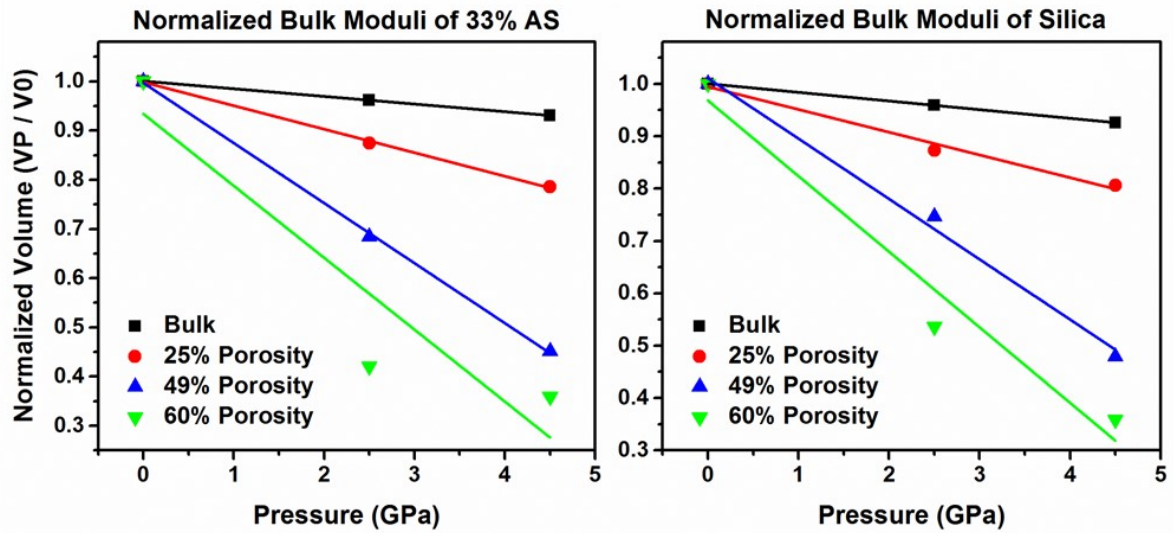 Normalized Bulk Moduli of 33% AS
Normalized Volume (VP / V0)
1.0
0.9
0.8
0.7
0.6
0.5
0.4
0.3
Bulk
25% Porosity
49% Porosity
60% Porosity
0 1 2 3 4 5
Pressure (GPa)
Normalized Bulk Moduli of Silica
1.0
0.9
0.8
0.7
0.6
0.5
0.4
0.3
Bulk
25% Porosity
49% Porosity
60% Porosity
0 1 2 3 4 5
Pressure (GPa)